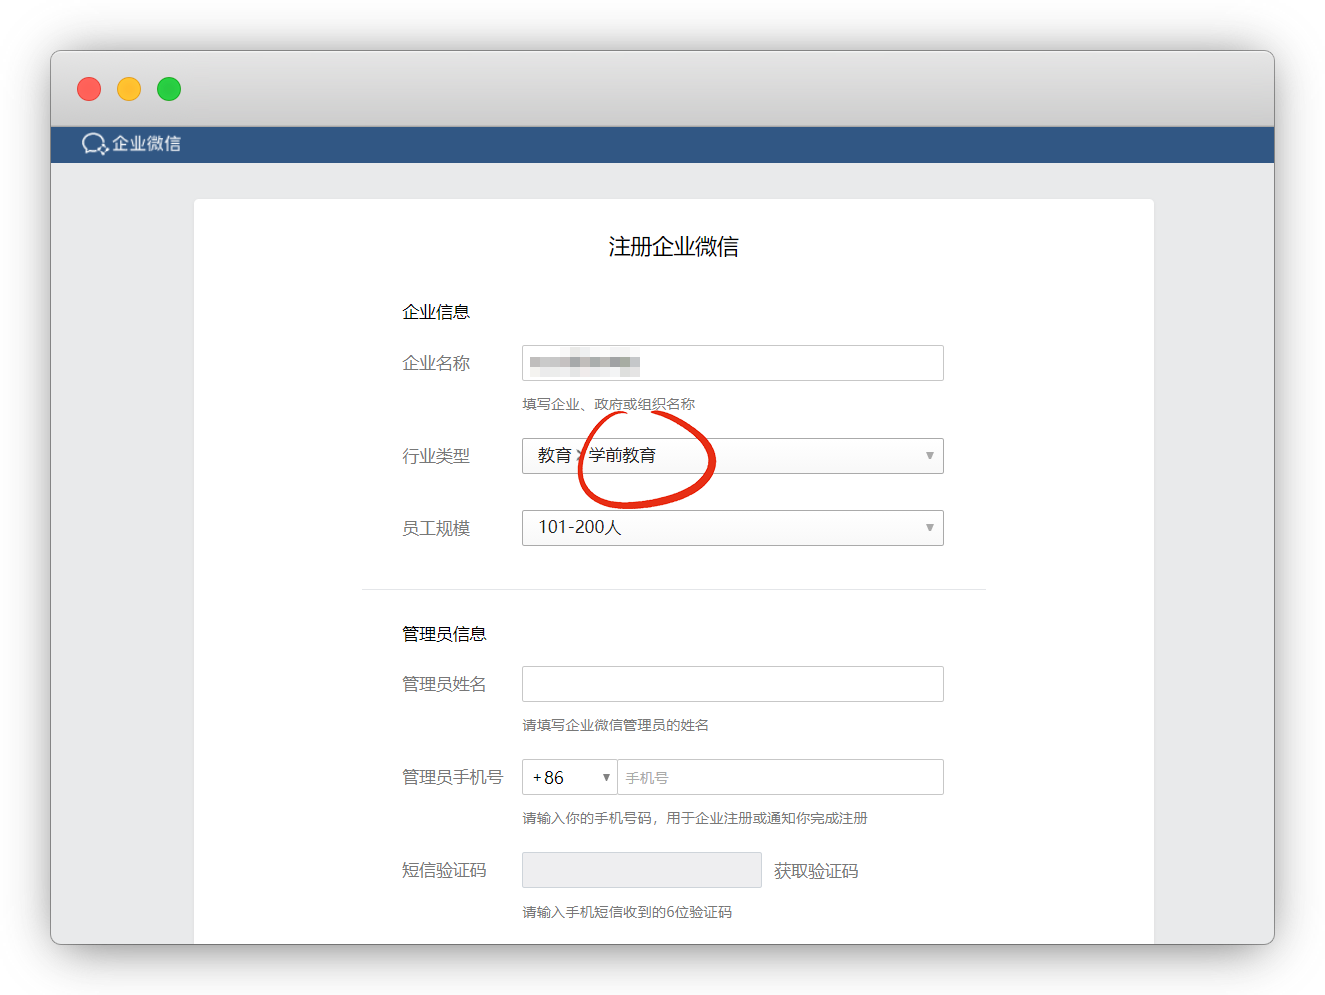 企业微信
注册企业微信
企业信息
企业名称
填写企业、政府或组织名称
行业类型 教育 > 学前教育
员工规模 101-200人
管理员信息
管理员姓名
请填写企业微信管理员的姓名
管理员手机号 +86 手机号
请输入你的手机号码，用于企业注册或通知你完成注册
短信验证码 获取验证码
请输入手机短信收到的6位验证码